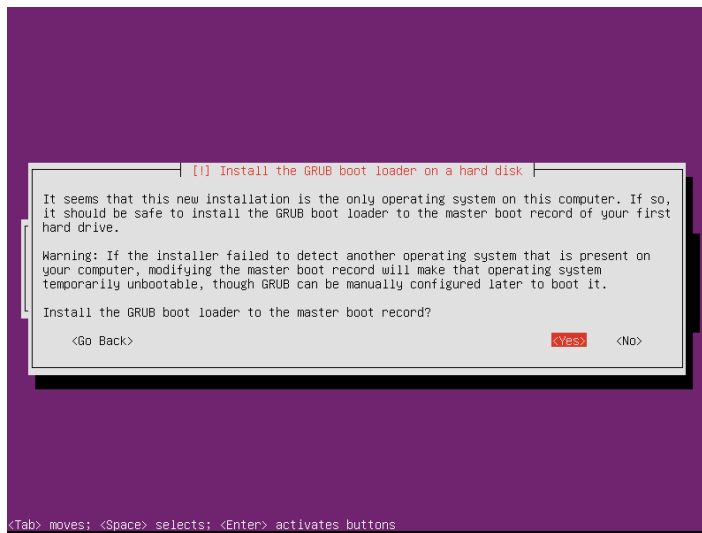 [!] Install the GRUB boot loader on a hard disk
It seems that this new installation is the only operating system on this computer. If so,
it should be safe to install the GRUB boot loader to the master boot record of your first
hard drive.
Warning: If the installer failed to detect another operating system that is present on
your computer, modifying the master boot record will make that operating system
temporarily unbootable, though GRUB can be manually configured later to boot it.
Install the GRUB boot loader to the master boot record?
<Go Back> <Yes> <No>
<Tab> moves; <Space> selects; <Enter> activates buttons